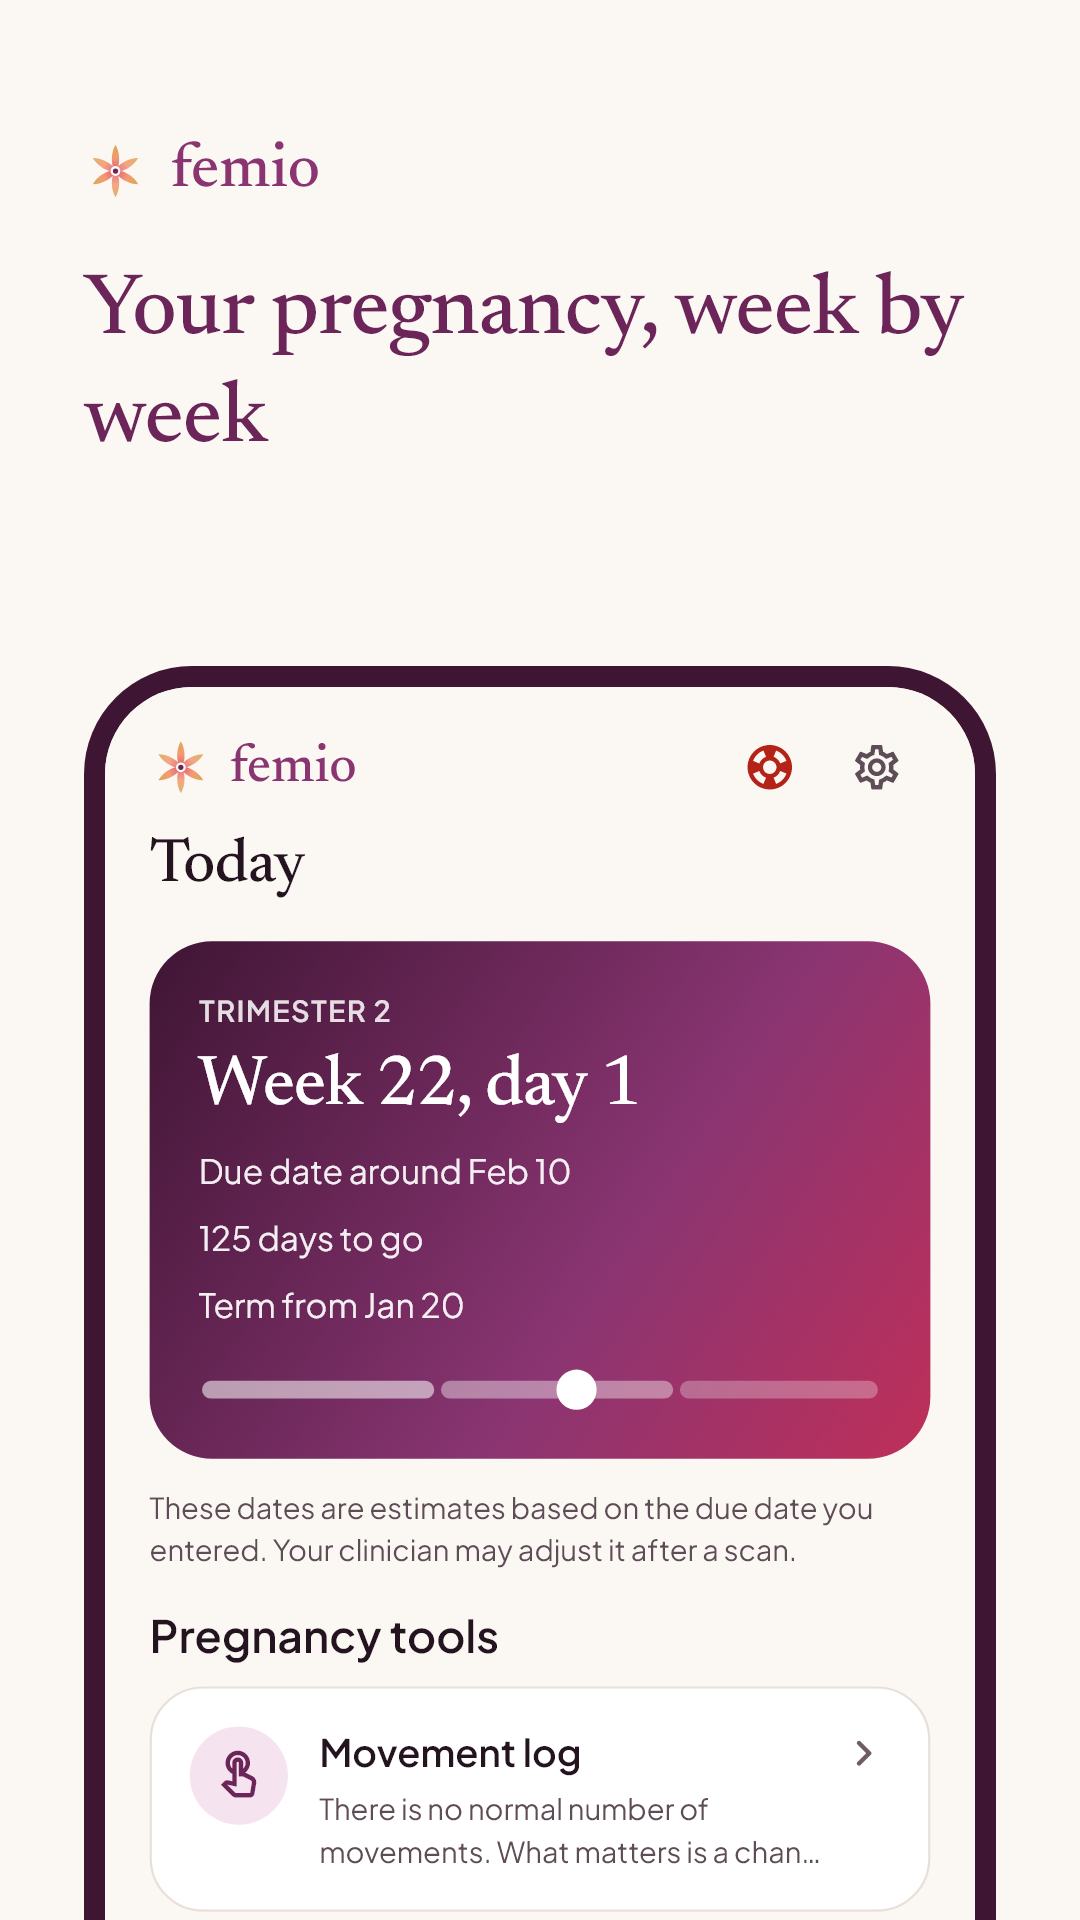 femio
Your pregnancy, week by
week
femio
Today
TRIMESTER 2
Week 22, day 1
Due date around Feb 10
125 days to go
Term from Jan 20
These dates are estimates based on the due date you
entered. Your clinician may adjust it after a scan.
Pregnancy tools
Movement log
There is no normal number of
movements. What matters is a chan...